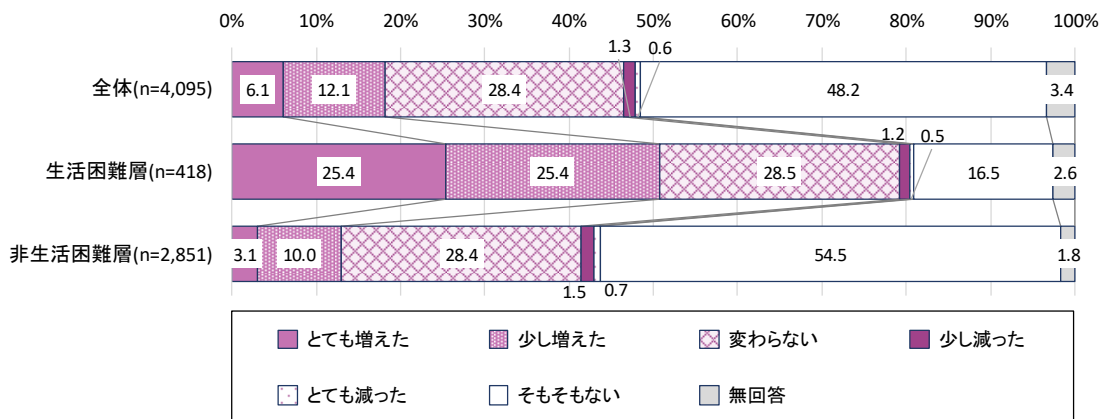 0% 10% 20% 30% 40% 50% 60% 70% 80% 90% 100%
1.3 0.6
全体(n=4,095) 6.1 12.1 28.4 48.2 3.4
1.2 0.5
生活困難層(n=418) 25.4 25.4 28.5 16.5 2.6
非生活困難層(n=2,851) 3.1 10.0 28.4 54.5 1.8
1.5 0.7
とても増えた 少し増えた 変わらない 少し減った
とても減った そもそもない 無回答